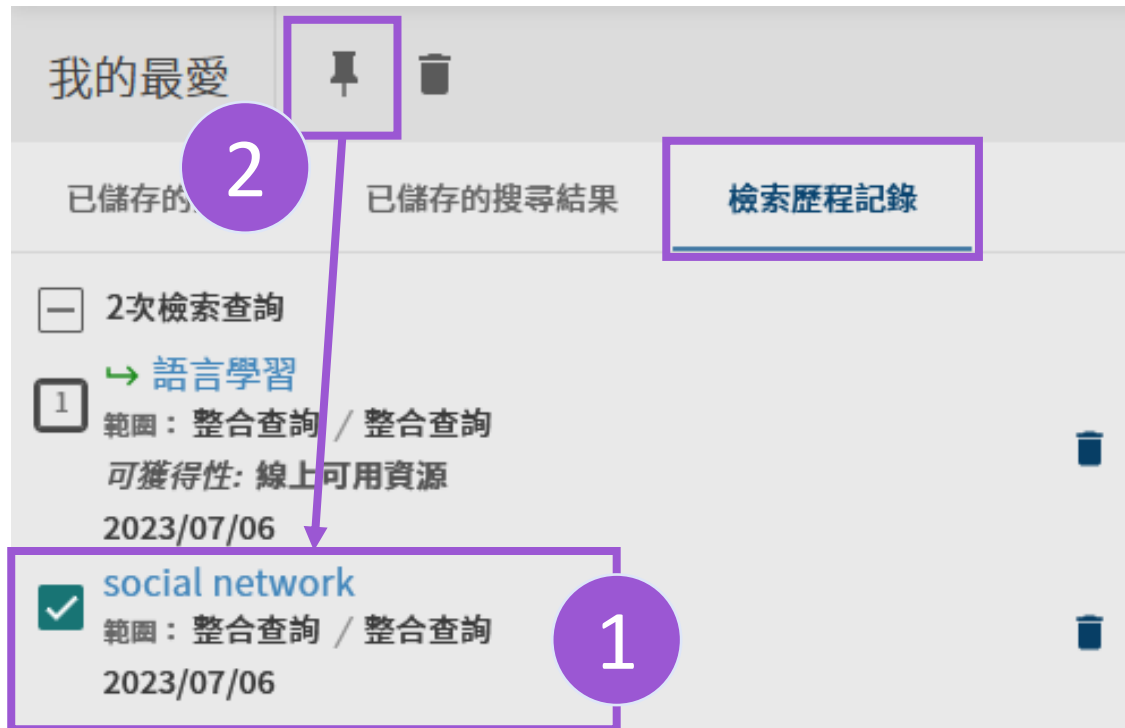 我的最愛
2
已儲存的 已儲存的搜尋結果 檢索歷程記錄
2次檢索查詢
語言學習
1
範圍：整合查詢 / 整合查詢
可獲得性: 線上可用資源
2023/07/06
social network
範圍：整合查詢 / 整合查詢
1
2023/07/06